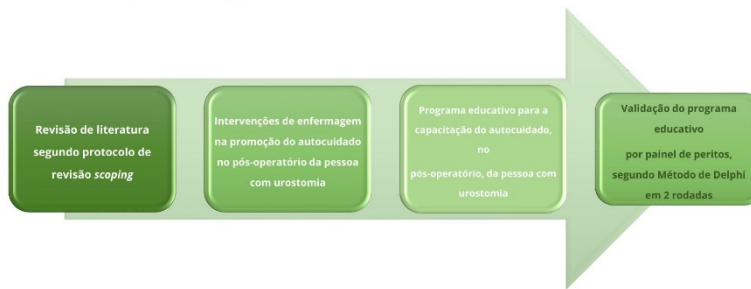 Revisão de literatura
segundo protocolo de
revisão scoping
Intervenções de enfermagem
na promoção do autocuidado
no pós-operatório da pessoa
com urostomia
Programa educativo para a
capacitação do autocuidado,
no
pós-operatório, da pessoa com
urostomia
Validação do programa
educativo
por painel de peritos,
segundo Método de Delphi
em 2 rodadas